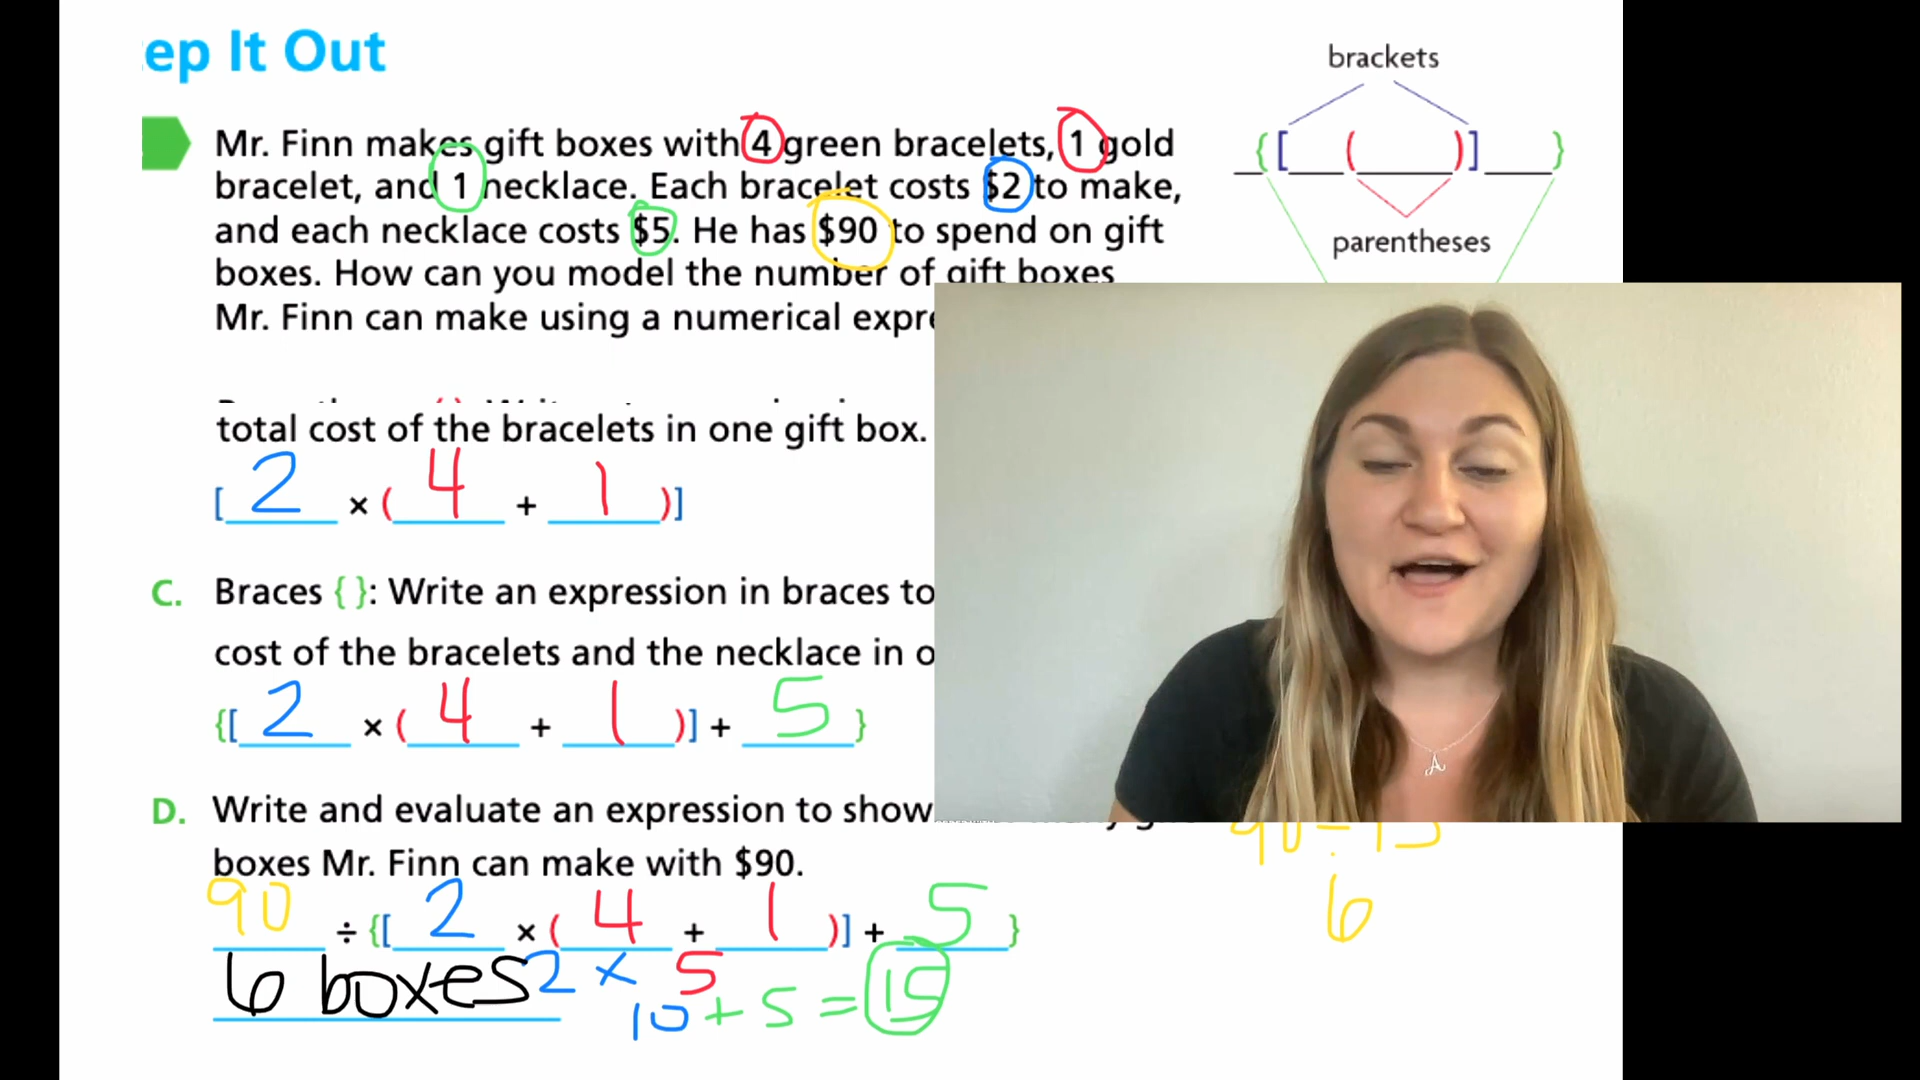 ep It Out
brackets
{[ ( )] }
parentheses
Mr. Finn makes gift boxes with 4 green bracelets, 1 gold
bracelet, and 1 necklace. Each bracelet costs $2 to make,
and each necklace costs $5. He has $90 to spend on gift
boxes. How can you model the number of gift boxes
Mr. Finn can make using a numerical expre
total cost of the bracelets in one gift box.
[ 2 × ( 4 + 1 )]
C. Braces { }: Write an expression in braces to
cost of the bracelets and the necklace in o
{[ 2 × ( 4 + 1 )] + 5 }
D. Write and evaluate an expression to show
boxes Mr. Finn can make with $90.
90 ÷ {[ 2 × ( 4 + 1 )] + 5 }
6 boxes
2 × 5
10 + 5 = 15
90 ÷ 15
6
A